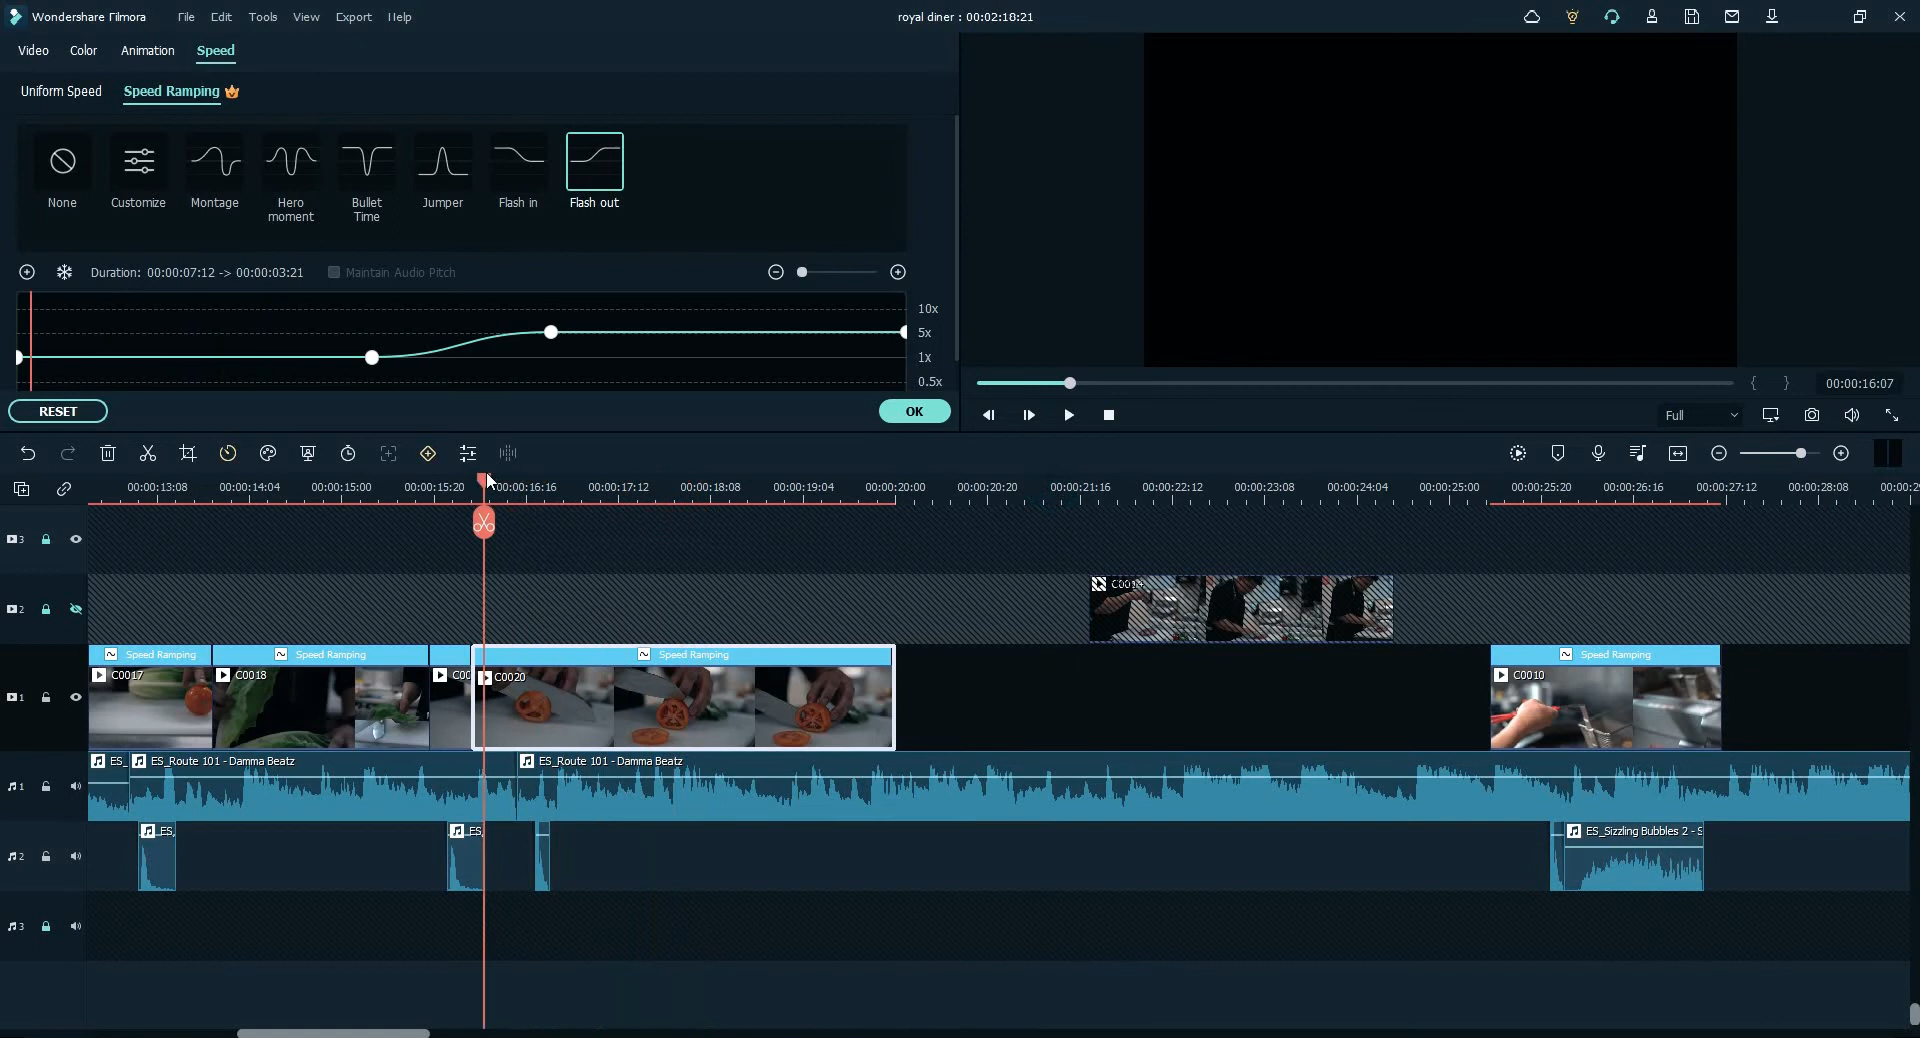 Wondershare Filmora File Edit Tools View Export Help royal diner : 00:02:18:21
Video Color Animation Speed
Uniform Speed Speed Ramping
None Customize Montage Hero moment Bullet Time Jumper Flash in Flash out
Duration: 00:00:07:12 -> 00:00:03:21 Maintain Audio Pitch
10x
5x
1x
0.5x
RESET OK
00:00:16:07
Full
00:00:13:08 00:00:14:04 00:00:15:00 00:00:15:20 00:00:16:16 00:00:17:12 00:00:18:08 00:00:19:04 00:00:20:00 00:00:20:20 00:00:21:16 00:00:22:12 00:00:23:08 00:00:24:04 00:00:25:00 00:00:25:20 00:00:26:16 00:00:27:12 00:00:28:08 00:00:29
3
2 C0014
Speed Ramping Speed Ramping Speed Ramping Speed Ramping
1 C0017 C0018 C00 C0020 C0010
ES_ ES_Route 101 - Damma Beatz ES_Route 101 - Damma Beatz
1
ES_ ES_ ES_Sizzling Bubbles 2 - S
2
3